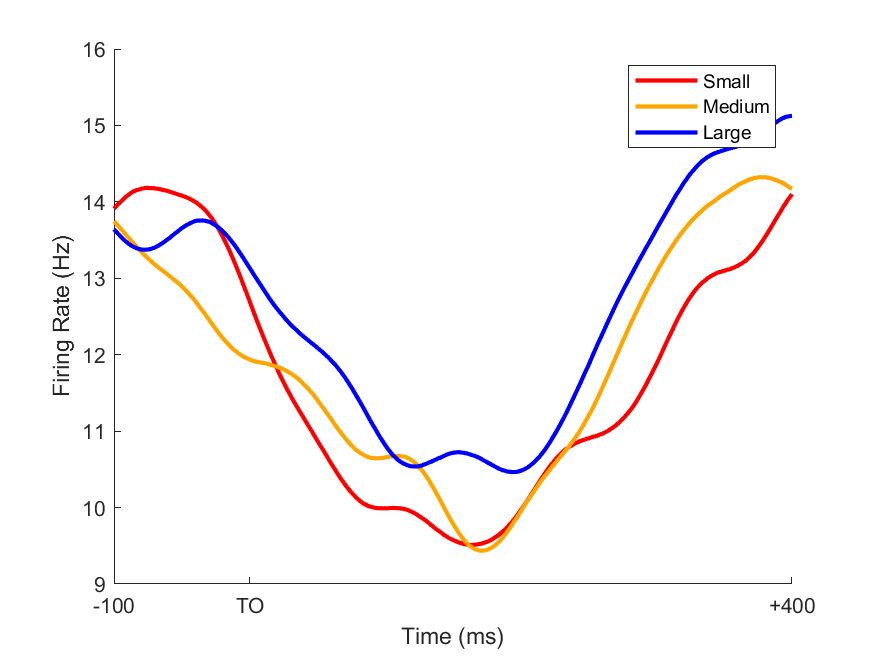 16
15
14
13
12
11
10
9
Firing Rate (Hz)
Small
Medium
Large
-100
TO
+400
Time (ms)